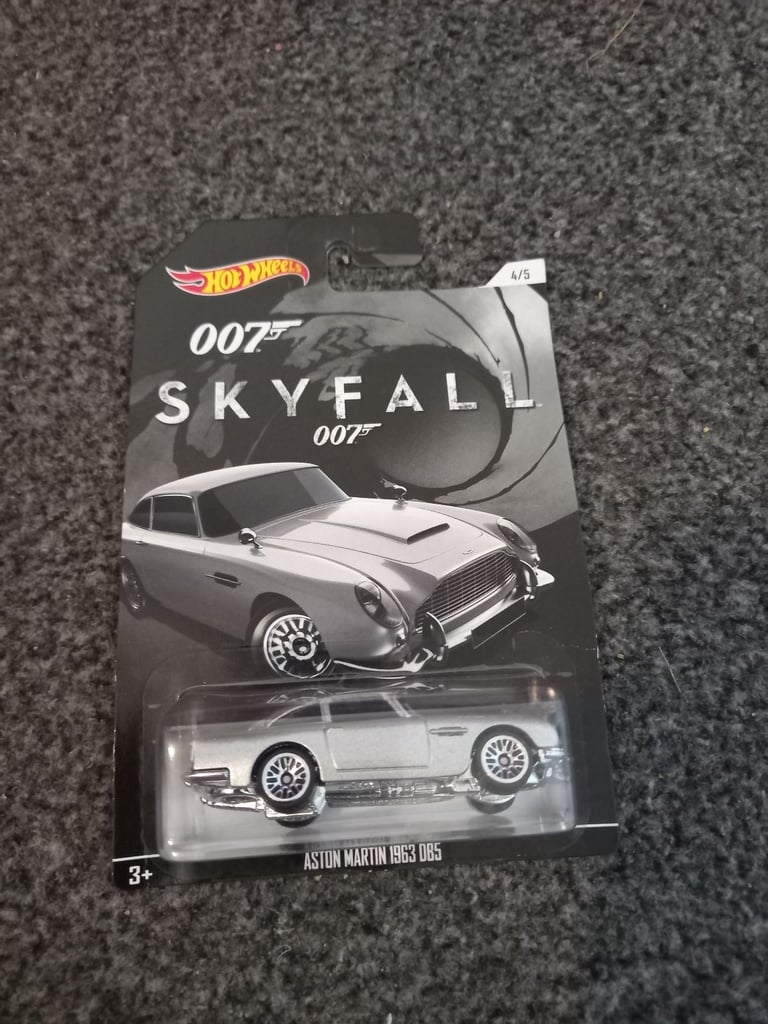 HOT WHEELS
4/5
007
SKYFALL
007
ASTON MARTIN 1963 DB5
3+